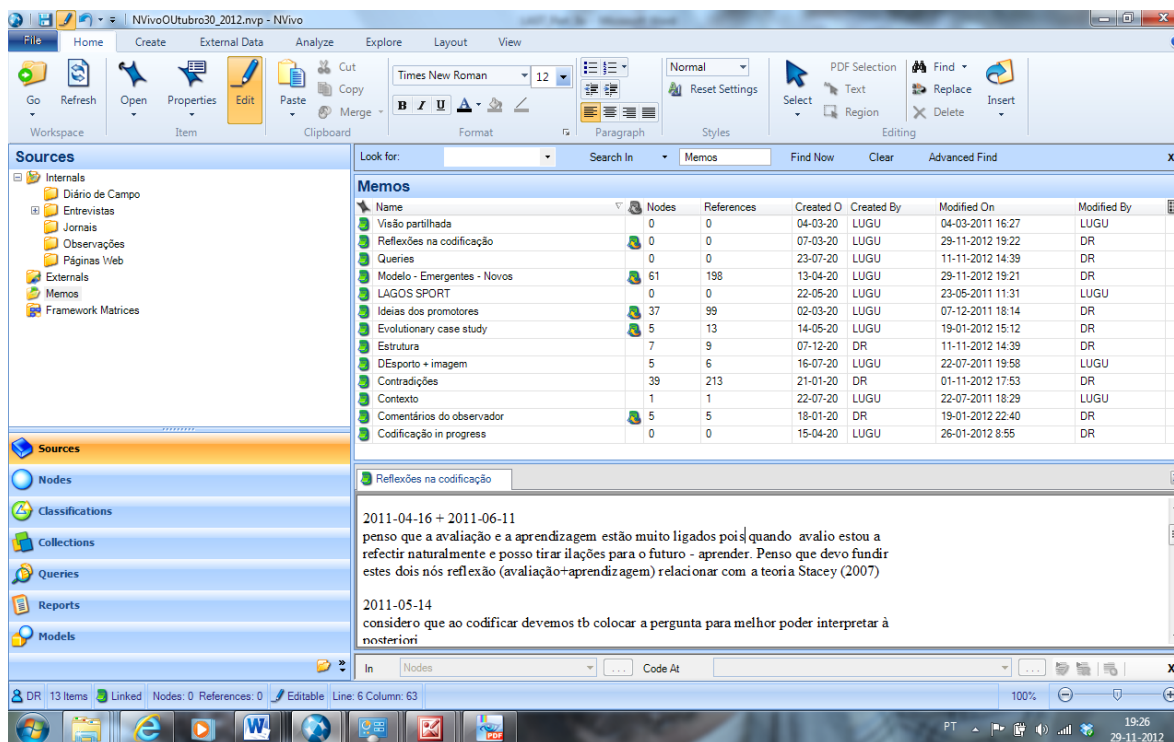 NVivoOUtubro30_2012.nvp - NVivo
File Home Create External Data Analyze Explore Layout View
Go Refresh Open Properties Edit Paste Cut Copy Merge
Times New Roman 12
B I U A
Normal
Reset Settings
Select PDF Selection Text Region
Find Replace Delete Insert
Workspace Item Clipboard Format Paragraph Styles Editing
Sources
Internals
Diário de Campo
Entrevistas
Jornais
Observações
Páginas Web
Externals
Memos
Framework Matrices
Sources
Nodes
Classifications
Collections
Queries
Reports
Models
Look for: Search In Memos Find Now Clear Advanced Find x
Memos
Name Nodes References Created O Created By Modified On Modified By
Visão partilhada 0 0 04-03-20 LUGU 04-03-2011 16:27 LUGU
Reflexões na codificação 0 0 07-03-20 LUGU 29-11-2012 19:22 DR
Queries 0 0 23-07-20 LUGU 11-11-2012 14:39 DR
Modelo - Emergentes - Novos 61 198 13-04-20 LUGU 29-11-2012 19:21 DR
LAGOS SPORT 0 0 22-05-20 LUGU 23-05-2011 11:31 LUGU
Ideias dos promotores 37 99 02-03-20 LUGU 07-12-2011 18:14 DR
Evolutionary case study 5 13 14-05-20 LUGU 19-01-2012 15:12 DR
Estrutura 7 9 07-12-20 DR 11-11-2012 14:39 DR
DEsporto + imagem 5 6 16-07-20 LUGU 22-07-2011 19:58 LUGU
Contradições 39 213 21-01-20 DR 01-11-2012 17:53 DR
Contexto 1 1 22-07-20 LUGU 22-07-2011 18:29 LUGU
Comentários do observador 5 5 18-01-20 DR 19-01-2012 22:40 DR
Codificação in progress 0 0 15-04-20 LUGU 26-01-2012 8:55 DR
Reflexões na codificação
2011-04-16 + 2011-06-11
penso que a avaliação e a aprendizagem estão muito ligados pois quando avalio estou a
refectir naturalmente e posso tirar ilações para o futuro - aprender. Penso que devo fundir
estes dois nós reflexão (avaliação+aprendizagem) relacionar com a teoria Stacey (2007)
2011-05-14
considero que ao codificar devemos tb colocar a pergunta para melhor poder interpretar à
posteriori
In Nodes ... Code At ... x
DR 13 Items Linked Nodes: 0 References: 0 Editable Line: 6 Column: 63 100%
PT 19:26
29-11-2012